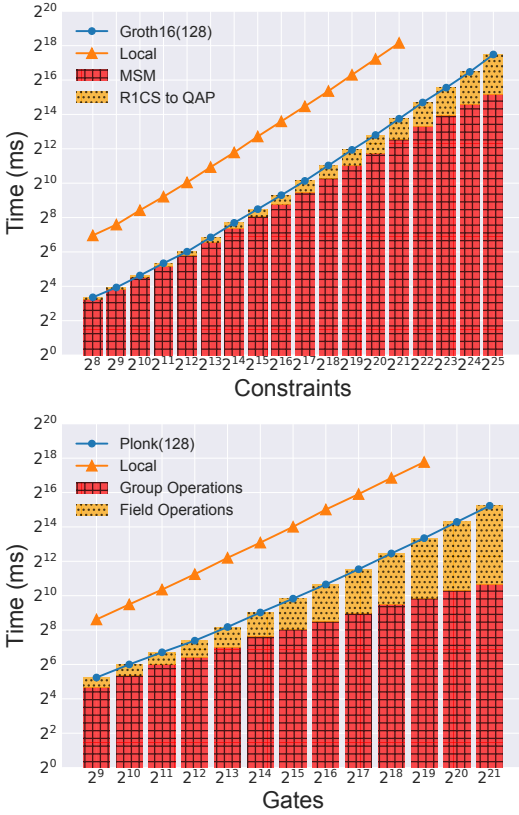 2^20
2^18
2^16
2^14
2^12
2^10
2^8
2^6
2^4
2^2
2^0
Time (ms)
Groth16(128)
Local
MSM
R1CS to QAP
2^8 2^9 2^10 2^11 2^12 2^13 2^14 2^15 2^16 2^17 2^18 2^19 2^20 2^21 2^22 2^23 2^24 2^25
Constraints
2^20
2^18
2^16
2^14
2^12
2^10
2^8
2^6
2^4
2^2
2^0
Time (ms)
Plonk(128)
Local
Group Operations
Field Operations
2^9 2^10 2^11 2^12 2^13 2^14 2^15 2^16 2^17 2^18 2^19 2^20 2^21
Gates